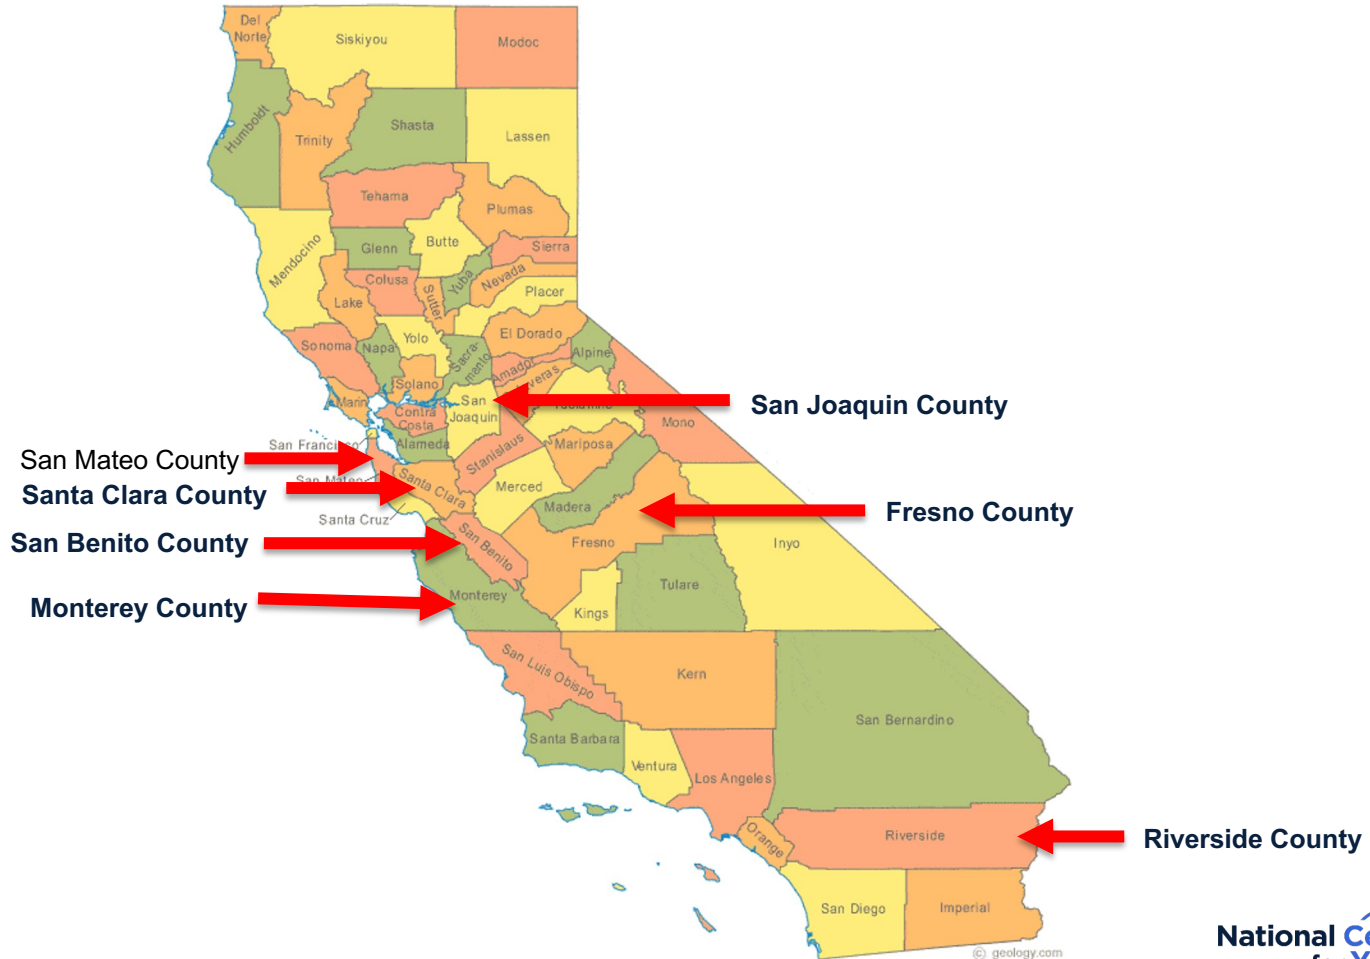 Del
Norte
Siskiyou
Modoc
Humboldt
Trinity
Shasta
Lassen
Tehama
Plumas
Mendocino
Glenn
Butte
Sierra
Colusa
Lake
Sutter
Yuba
Nevada
Placer
Sonoma
Napa
Yolo
El Dorado
Sacra-
mento
Alpine
Amador
Solano
Marin
Contra
Costa
San
Joaquin
San Joaquin County
Mono
Alameda
Stanislaus
Mariposa
San Mateo County
Santa Clara County
Santa Clara
Merced
Madera
Fresno County
Santa Cruz
San Benito County
San Benito
Fresno
Inyo
Monterey County
Monterey
Kings
Tulare
San Luis Obispo
Kern
San Bernardino
Santa Barbara
Ventura
Los Angeles
Orange
Riverside
Riverside County
San Diego
Imperial
© geology.com
National